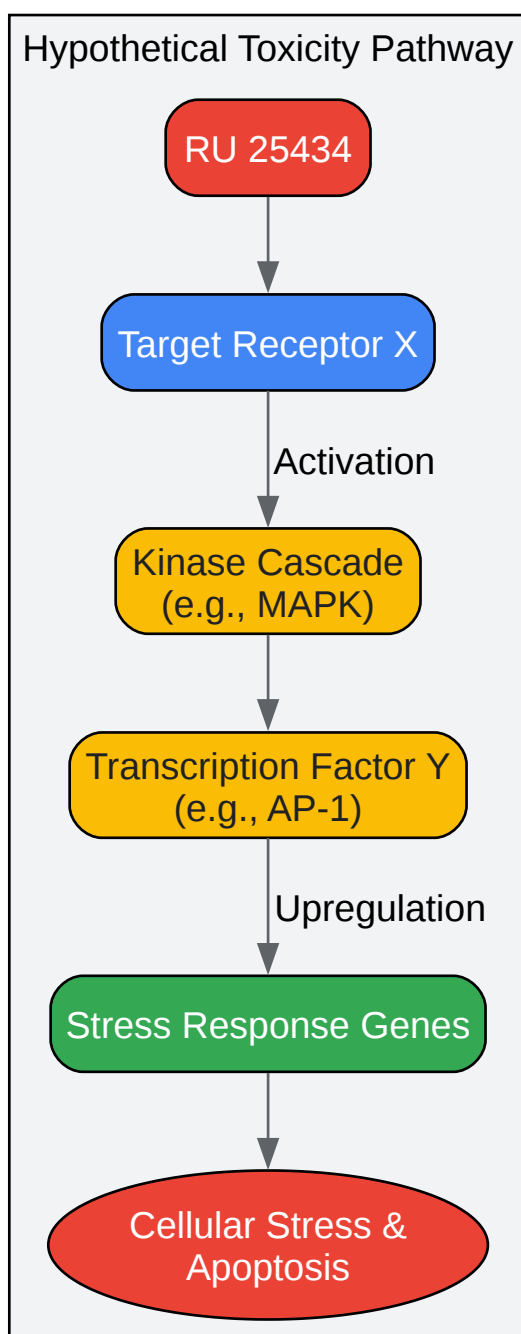 Hypothetical Toxicity Pathway
RU 25434
Target Receptor X
Activation
Kinase Cascade
(e.g., MAPK)
Transcription Factor Y
(e.g., AP-1)
Upregulation
Stress Response Genes
Cellular Stress &
Apoptosis